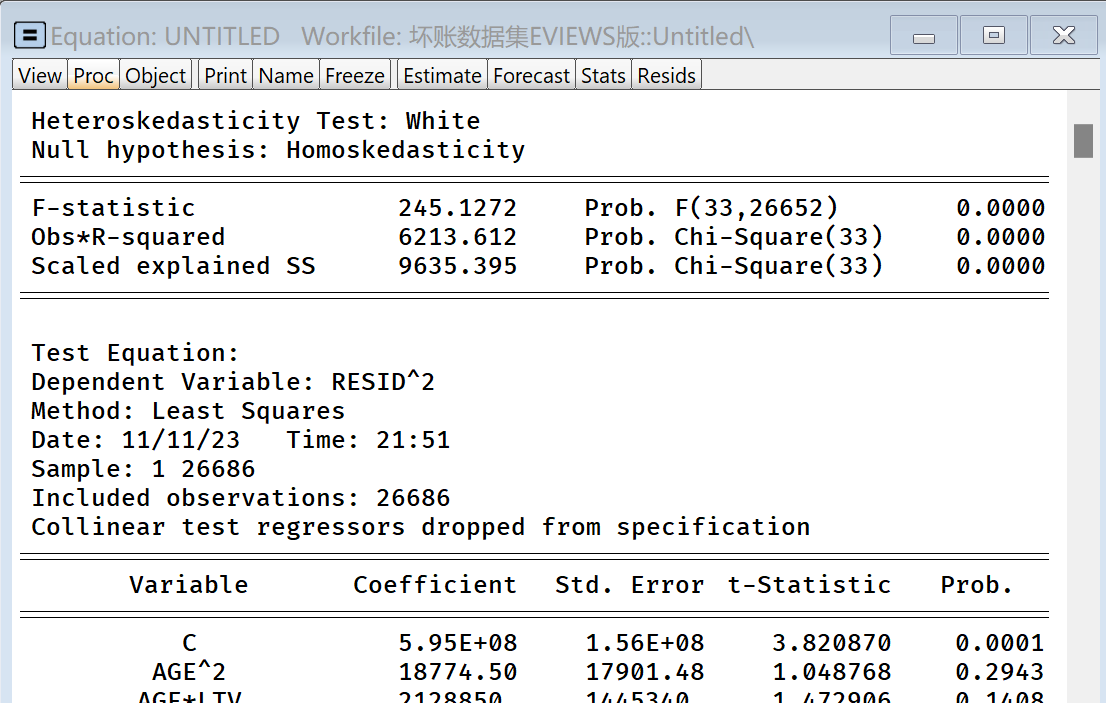 Equation: UNTITLED Workfile: 坏账数据集EVIEWS版::Untitled\
View Proc Object Print Name Freeze Estimate Forecast Stats Resids
Heteroskedasticity Test: White
Null hypothesis: Homoskedasticity
F-statistic 245.1272 Prob. F(33,26652) 0.0000
Obs*R-squared 6213.612 Prob. Chi-Square(33) 0.0000
Scaled explained SS 9635.395 Prob. Chi-Square(33) 0.0000
Test Equation:
Dependent Variable: RESID^2
Method: Least Squares
Date: 11/11/23 Time: 21:51
Sample: 1 26686
Included observations: 26686
Collinear test regressors dropped from specification
Variable Coefficient Std. Error t-Statistic Prob.
C 5.95E+08 1.56E+08 3.820870 0.0001
AGE^2 18774.50 17901.48 1.048768 0.2943
AGE*LTV 2128850. 1445340. 1.472906 0.1408